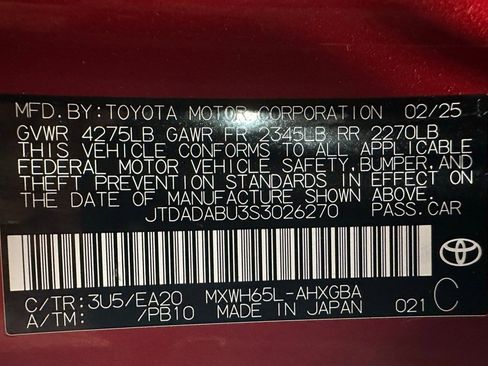 MFD. BY: TOYOTA MOTOR CORPORATION 02/25
GVWR 4275LB GAWR FR 2345LB RR 2270LB
THIS VEHICLE CONFORMS TO ALL APPLICABLE
FEDERAL MOTOR VEHICLE SAFETY, BUMPER, AND
THEFT PREVENTION STANDARDS IN EFFECT ON
THE DATE OF MANUFACTURE SHOWN ABOVE.
JTDADABU3S3026270 PASS. CAR
C/TR: 3U5/EA20 MXWH65L-AHXGBA
A/TM: /PB10 MADE IN JAPAN 021 C
TOYOTA